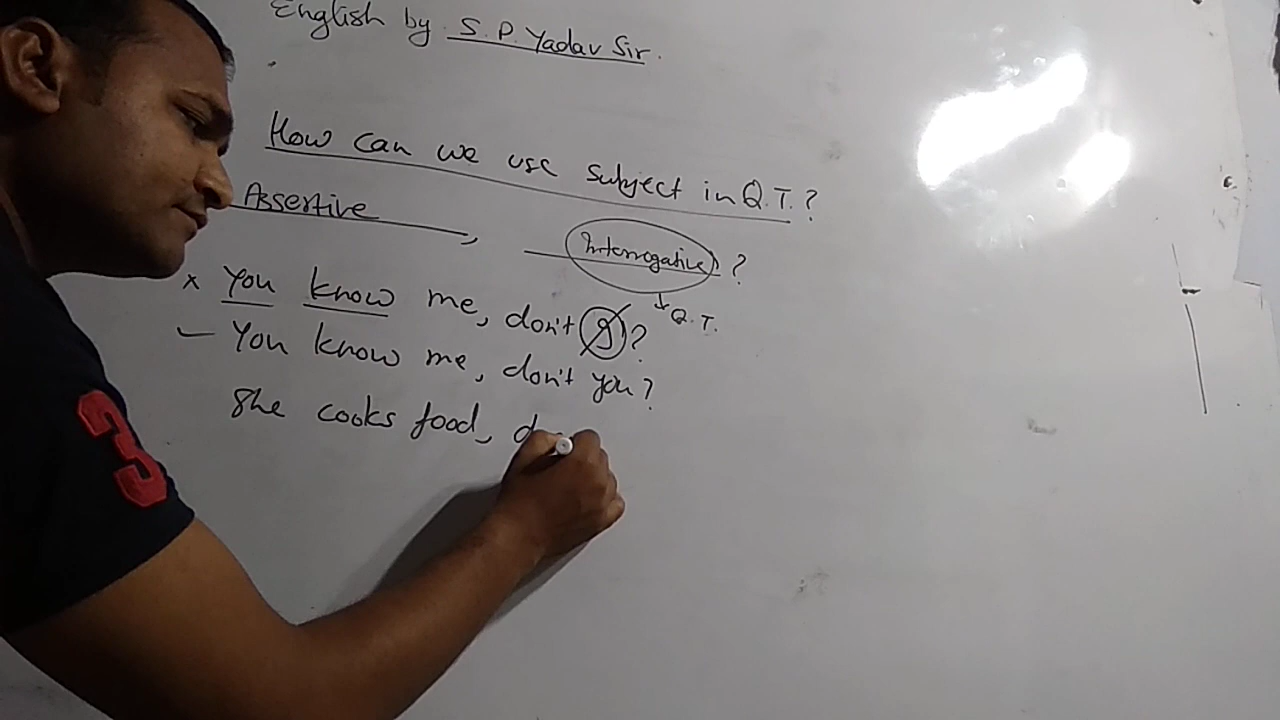 English by S. P. Yadav Sir.
How can we use Subject in Q.T.?
Assertive, Interrogative?
Q.T.
× You know me, don't I?
You know me, don't you?
She cooks food, d
3